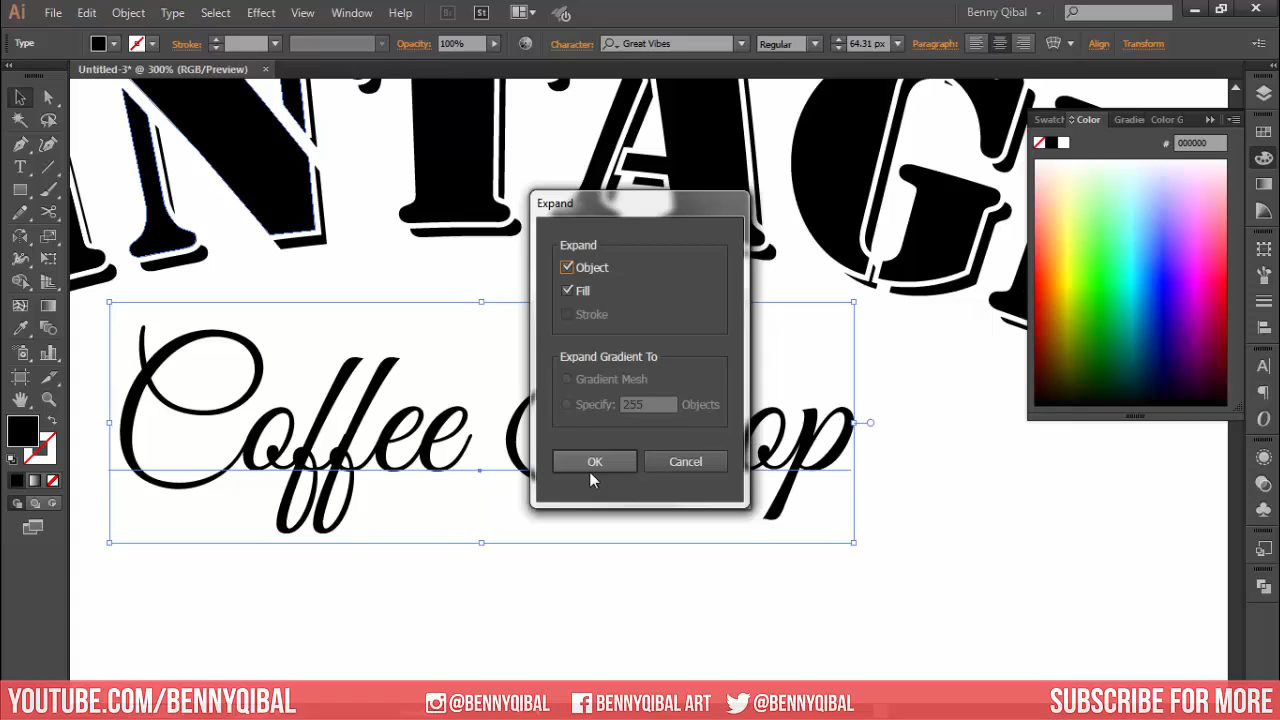 Ai File Edit Object Type Select Effect View Window Help Br St Benny Qibal
Type Stroke: Opacity: 100% Character: Great Vibes Regular 64.31 px Paragraph: Align Transform
Untitled-3* @ 300% (RGB/Preview) ×
NTAG
Swatch Color Gradie Color G
# 000000
Expand
Expand
Object
Fill
Stroke
Expand Gradient To
Gradient Mesh
Specify: 255 Objects
OK Cancel
Coffee
op
YOUTUBE.COM/BENNYQIBAL @BENNYQIBAL BENNYQIBAL ART @BENNYQIBAL SUBSCRIBE FOR MORE